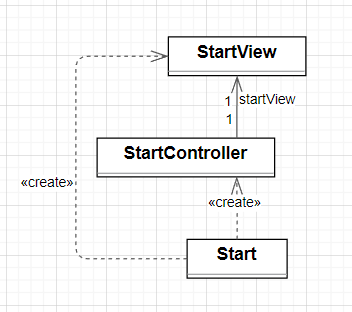 StartView
1 startView
1
StartController
«create»
«create»
Start